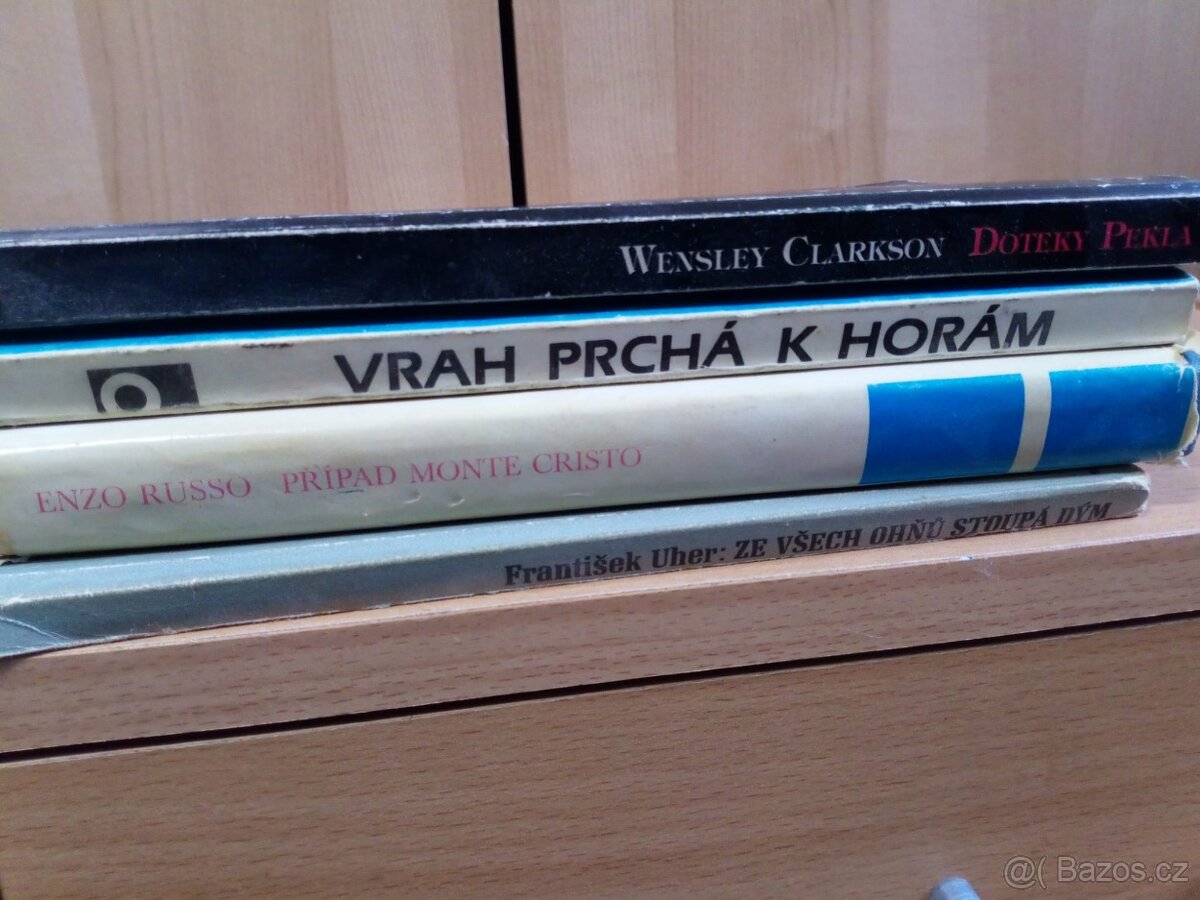 WENSLEY CLARKSON DOTEKY PEKLA
VRAH PRCHÁ K HORÁM
ENZO RUSSO PŘÍPAD MONTE CRISTO
František Uher: ZE VŠECH OHŇŮ STOUPÁ DÝM
@( Bazos.cz